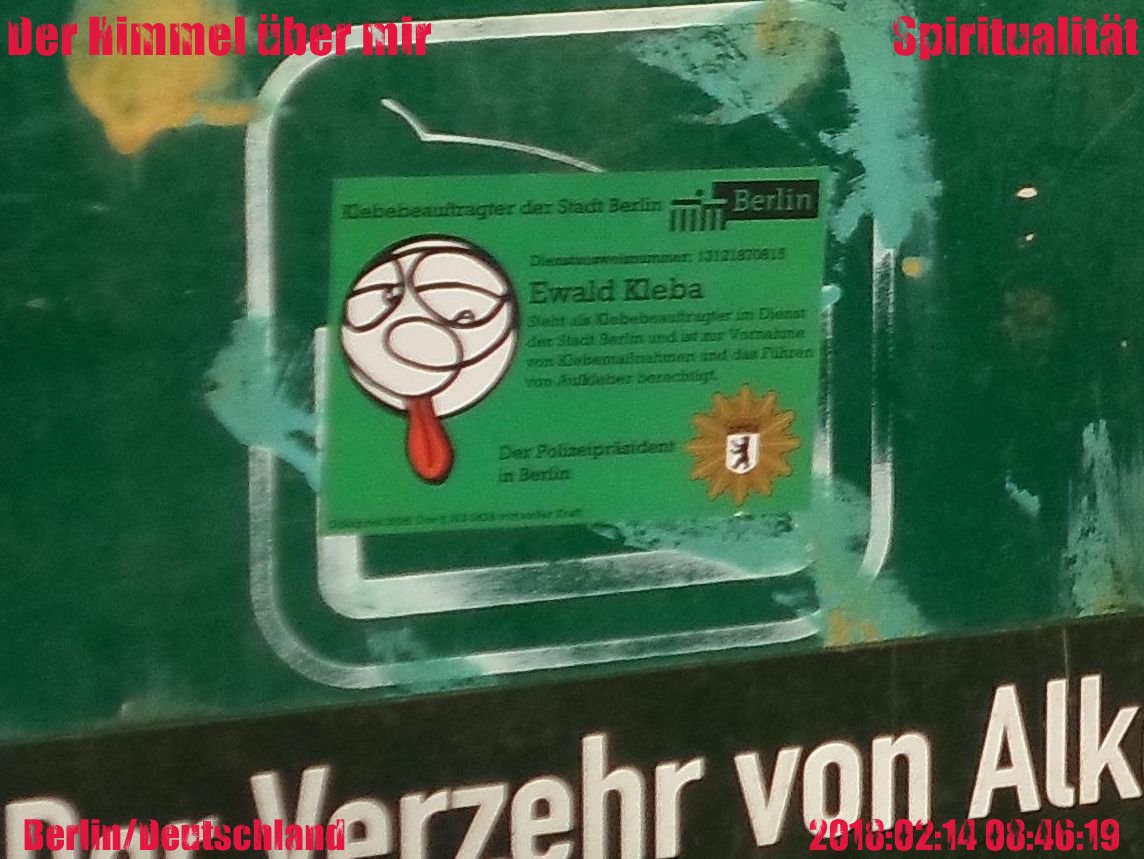 Der Himmel über mir
Spiritualität
Klebebeauftragter der Stadt Berlin
Berlin
Dienstausweisnummer: 13121870815
Ewald Kleba
Steht als Klebebeauftragter im Dienst
der Stadt Berlin und ist zur Vornahme
von Klebemaßnahmen und das Führen
von Aufkleber berechtigt.
Der Polizeipräsident
in Berlin
Verzehr von Alk
Berlin/Deutschland
2018:02:14 08:46:19